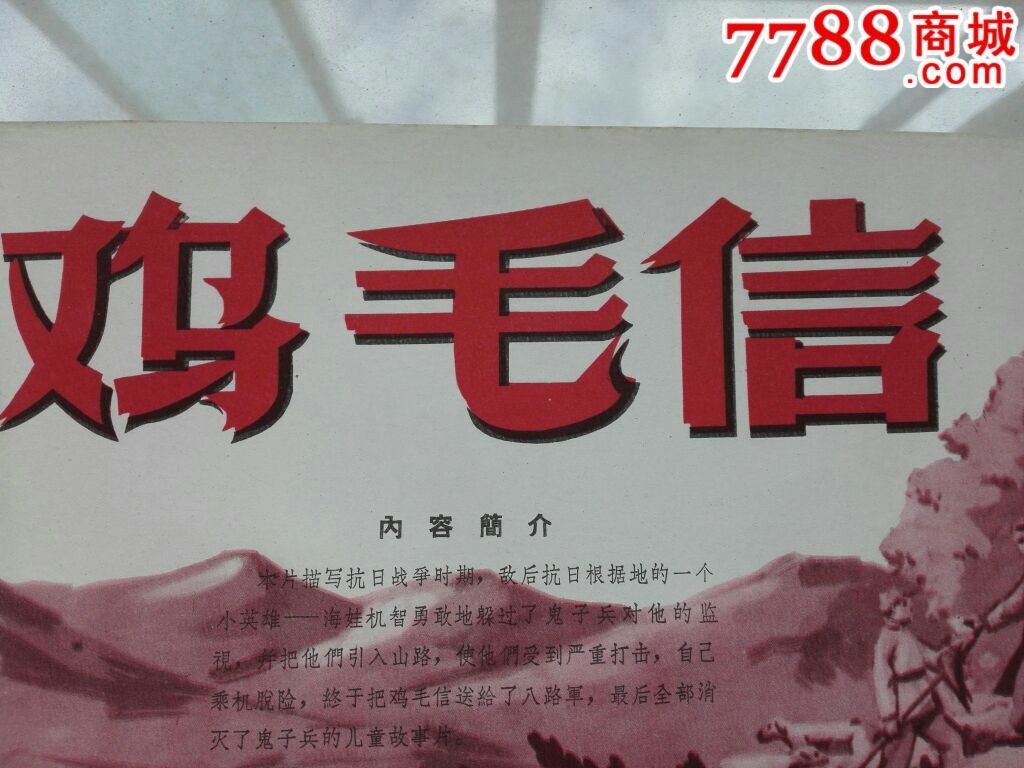 7788商城
.com
鸡毛信
內容簡介
本片描写抗日战爭时期，敌后抗日根据地的一个
小英雄——海娃机智勇敢地躲过了鬼子兵对他的监
視，幷把他們引入山路，使他們受到严重打击，自己
乘机脫险，終于把鸡毛信送給了八路軍，最后全部消
灭了鬼子兵的儿童故事片。